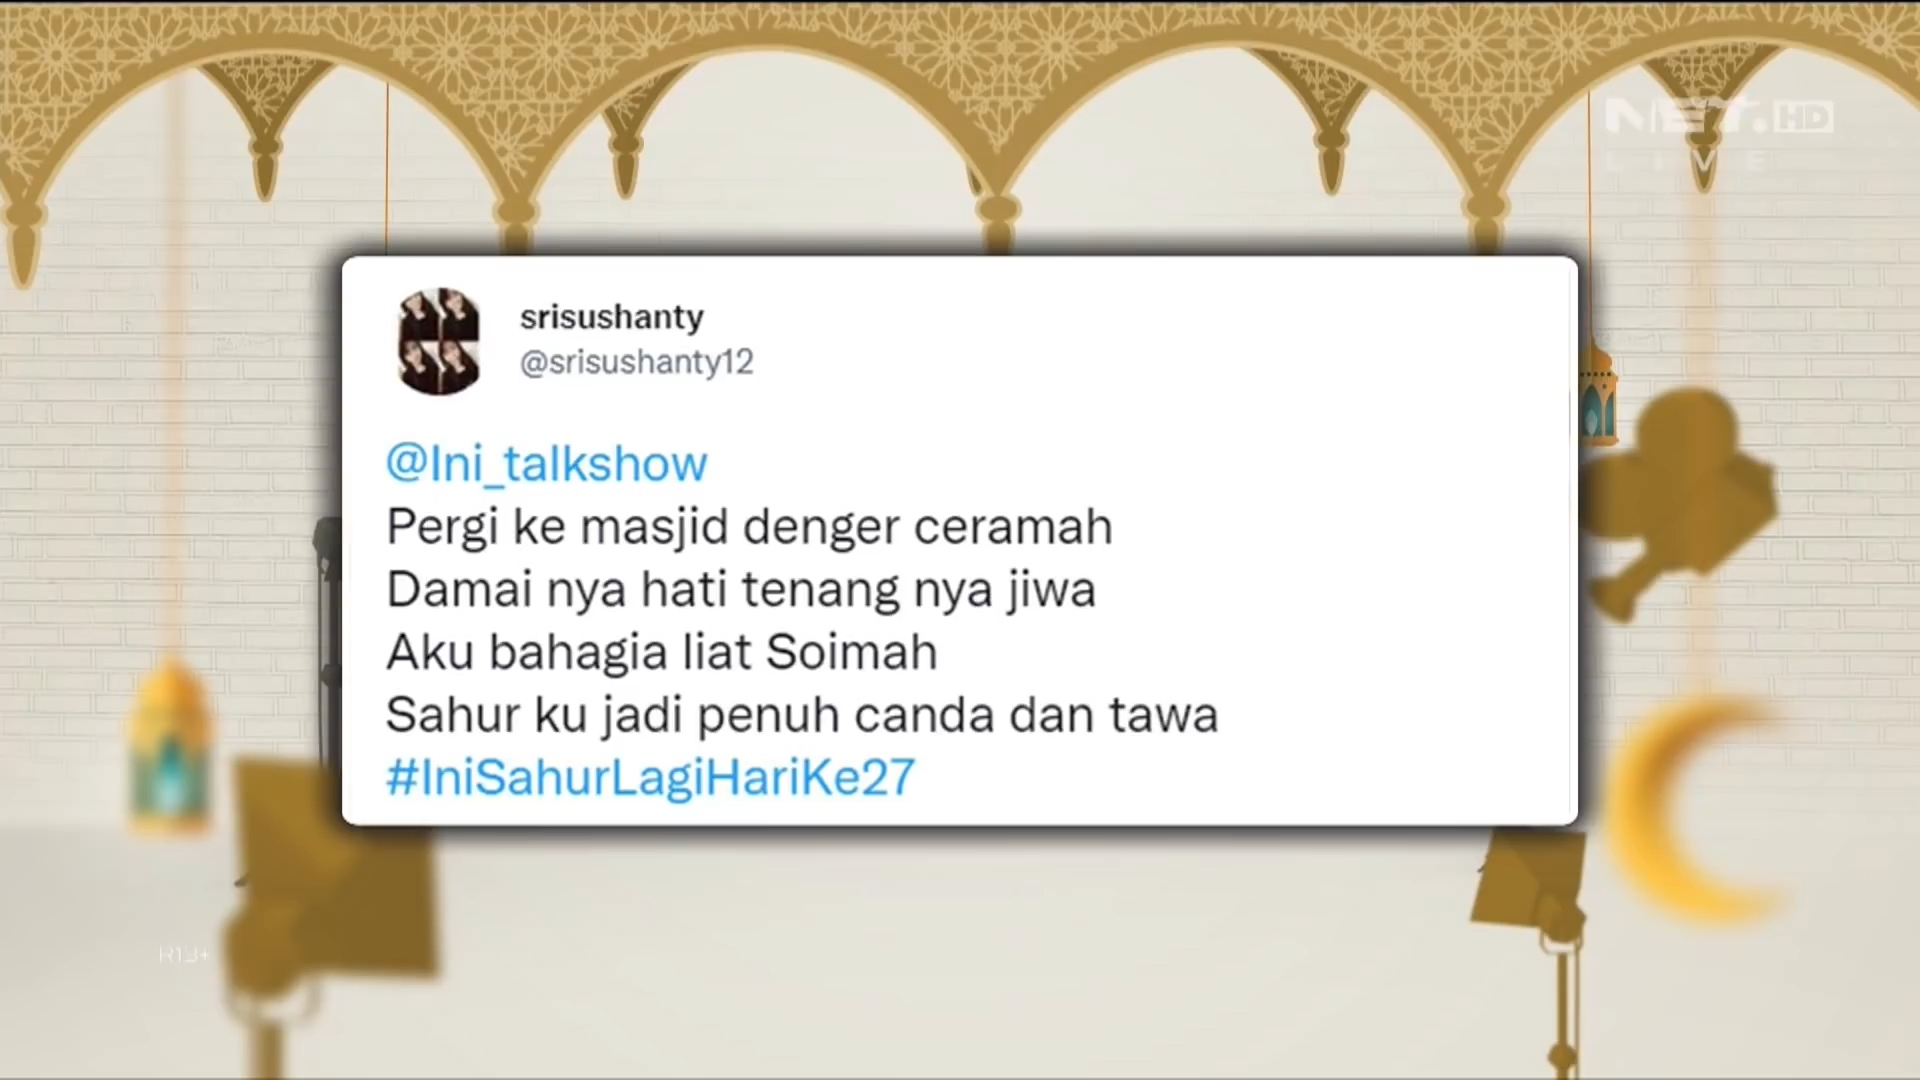 NET. HD
LIVE
srisushanty
@srisushanty12
@Ini_talkshow
Pergi ke masjid denger ceramah
Damai nya hati tenang nya jiwa
Aku bahagia liat Soimah
Sahur ku jadi penuh canda dan tawa
#IniSahurLagiHariKe27
R13+